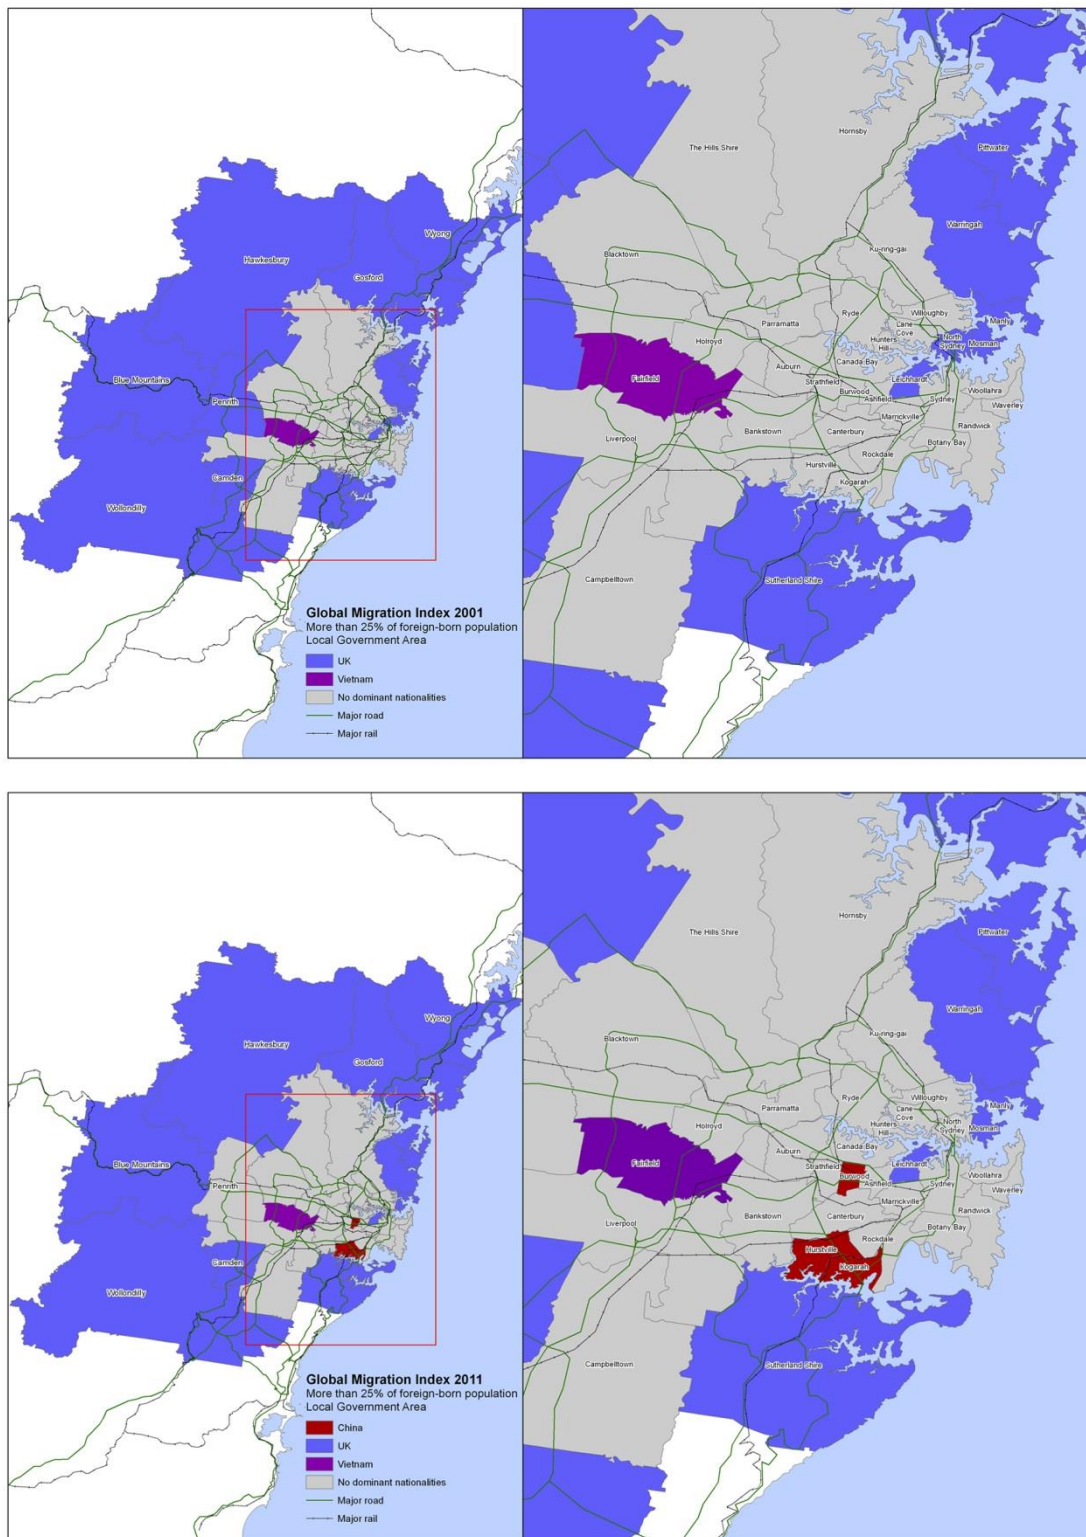 Wyong
Hawkesbury
Gosford
Blue Mountains
Penrith
Camden
Wollondilly
Global Migration Index 2001
More than 25% of foreign-born population
Local Government Area
UK
Vietnam
No dominant nationalities
Major road
Major rail
Hornsby
The Hills Shire
Pittwater
Warringah
Ku-ring-gai
Blacktown
Willoughby
Manly
Ryde
Lane
Cove
Parramatta
North
Sydney
Mosman
Hunters
Hill
Holroyd
Canada Bay
Auburn
Strathfield
Leichhardt
Fairfield
Burwood
Woollahra
Ashfield
Sydney
Waverley
Marrickville
Randwick
Bankstown
Canterbury
Liverpool
Botany Bay
Rockdale
Hurstville
Kogarah
Campbelltown
Sutherland Shire
Wyong
Hawkesbury
Gosford
Blue Mountains
Penrith
Camden
Wollondilly
Global Migration Index 2011
More than 25% of foreign-born population
Local Government Area
China
UK
Vietnam
No dominant nationalities
Major road
Major rail
Hornsby
The Hills Shire
Pittwater
Warringah
Ku-ring-gai
Blacktown
Willoughby
Manly
Ryde
Lane
Cove
Parramatta
North
Sydney
Mosman
Hunters
Hill
Holroyd
Canada Bay
Auburn
Strathfield
Leichhardt
Fairfield
Burwood
Woollahra
Ashfield
Sydney
Waverley
Marrickville
Randwick
Bankstown
Canterbury
Liverpool
Botany Bay
Rockdale
Hurstville
Kogarah
Campbelltown
Sutherland Shire